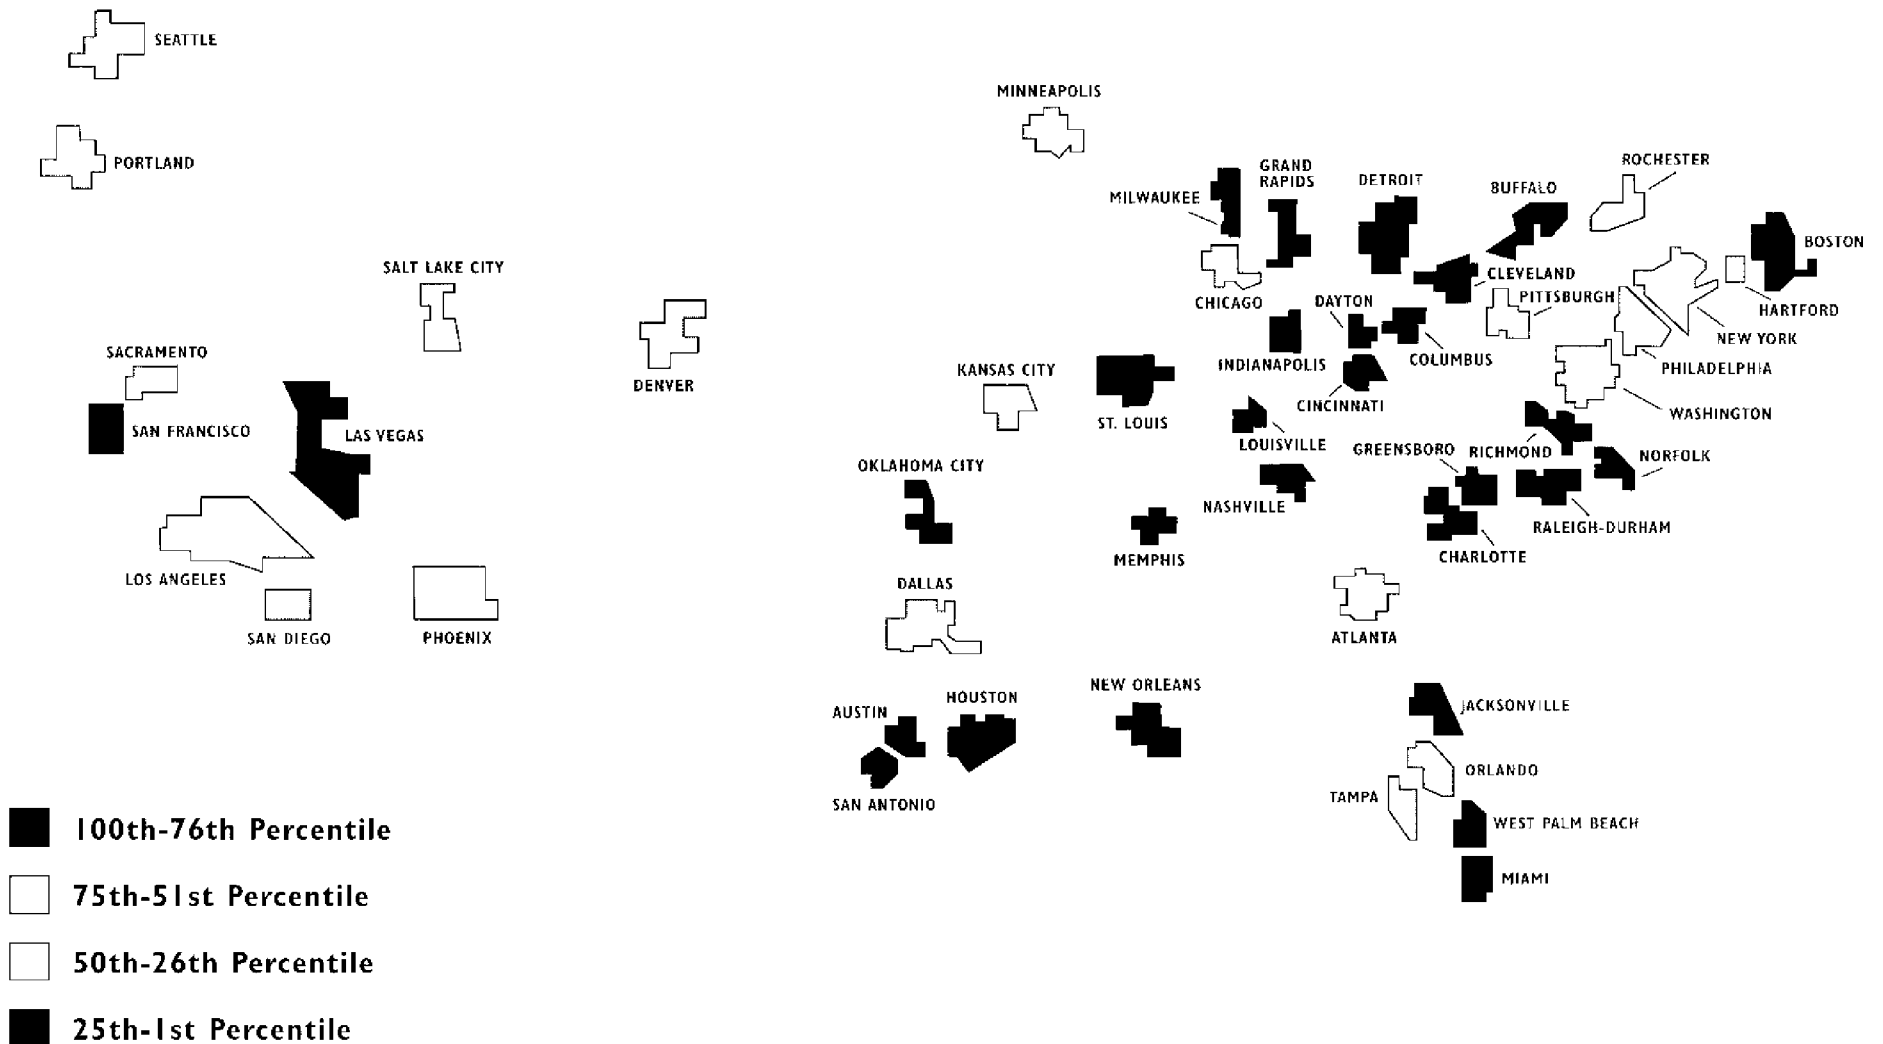 SEATTLE
PORTLAND
MINNEAPOLIS
MILWAUKEE
GRAND
RAPIDS
DETROIT
BUFFALO
ROCHESTER
BOSTON
SALT LAKE CITY
CHICAGO
CLEVELAND
DAYTON
PITTSBURGH
HARTFORD
NEW YORK
SACRAMENTO
DENVER
KANSAS CITY
INDIANAPOLIS
COLUMBUS
PHILADELPHIA
CINCINNATI
WASHINGTON
SAN FRANCISCO
LAS VEGAS
ST. LOUIS
LOUISVILLE
GREENSBORO
RICHMOND
NORFOLK
OKLAHOMA CITY
NASHVILLE
RALEIGH-DURHAM
MEMPHIS
CHARLOTTE
LOS ANGELES
DALLAS
SAN DIEGO
PHOENIX
ATLANTA
NEW ORLEANS
AUSTIN
HOUSTON
JACKSONVILLE
ORLANDO
TAMPA
SAN ANTONIO
WEST PALM BEACH
MIAMI
100th-76th Percentile
75th-51st Percentile
50th-26th Percentile
25th-1st Percentile